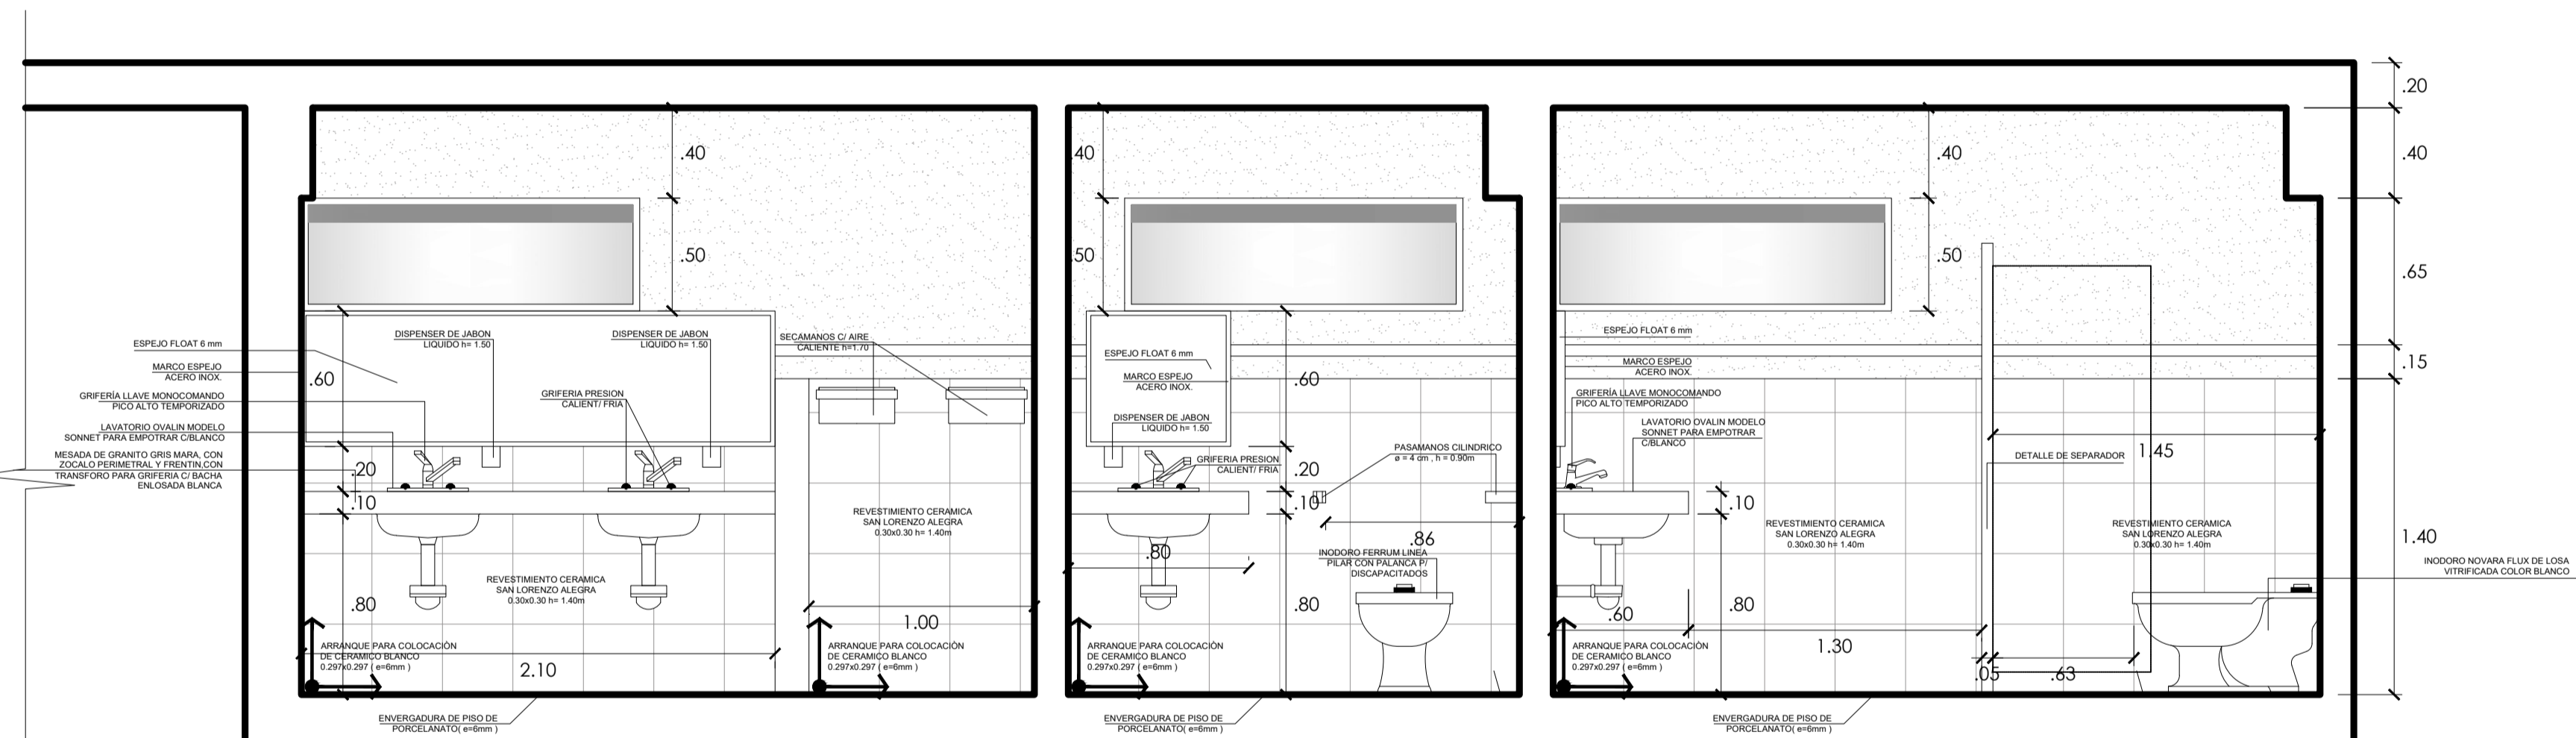 .20
.40
.40
.40
.40
.50
.50
.50
.65
.15
1.40
ESPEJO FLOAT 6 mm
MARCO ESPEJO
ACERO INOX.
GRIFERÍA LLAVE MONOCOMANDO
PICO ALTO TEMPORIZADO
LAVATORIO OVALIN MODELO
SONNET PARA EMPOTRAR C/BLANCO
MESADA DE GRANITO GRIS MARA, CON
ZOCALO PERIMETRAL Y FRENTIN,CON
TRANSFORO PARA GRIFERIA C/ BACHA
ENLOSADA BLANCA
DISPENSER DE JABON
LIQUIDO h= 1.50
DISPENSER DE JABON
LIQUIDO h= 1.50
SECAMANOS C/ AIRE
CALIENTE h=1.70
GRIFERIA PRESION
CALIENT/ FRIA
.60
.20
.10
.80
REVESTIMIENTO CERAMICA
SAN LORENZO ALEGRA
0.30x0.30 h= 1.40m
REVESTIMIENTO CERAMICA
SAN LORENZO ALEGRA
0.30x0.30 h= 1.40m
1.00
ARRANQUE PARA COLOCACIÓN
DE CERAMICO BLANCO
0.297x0.297 ( e=6mm )
2.10
ARRANQUE PARA COLOCACIÓN
DE CERAMICO BLANCO
0.297x0.297 ( e=6mm )
ENVERGADURA DE PISO DE
PORCELANATO( e=6mm )
ESPEJO FLOAT 6 mm
MARCO ESPEJO
ACERO INOX.
DISPENSER DE JABON
LIQUIDO h= 1.50
GRIFERIA PRESION
CALIENT/ FRIA
.60
.20
.10
.80
PASAMANOS CILINDRICO
ø = 4 cm , h = 0.90m
.86
INODORO FERRUM LINEA
PILAR CON PALANCA P/
DISCAPACITADOS
.80
ARRANQUE PARA COLOCACIÓN
DE CERAMICO BLANCO
0.297x0.297 ( e=6mm )
ENVERGADURA DE PISO DE
PORCELANATO( e=6mm )
ESPEJO FLOAT 6 mm
MARCO ESPEJO
ACERO INOX.
GRIFERÍA LLAVE MONOCOMANDO
PICO ALTO TEMPORIZADO
LAVATORIO OVALIN MODELO
SONNET PARA EMPOTRAR
C/BLANCO
.10
.80
.60
1.30
REVESTIMIENTO CERAMICA
SAN LORENZO ALEGRA
0.30x0.30 h= 1.40m
DETALLE DE SEPARADOR
1.45
REVESTIMIENTO CERAMICA
SAN LORENZO ALEGRA
0.30x0.30 h= 1.40m
.05
.63
ARRANQUE PARA COLOCACIÓN
DE CERAMICO BLANCO
0.297x0.297 ( e=6mm )
ENVERGADURA DE PISO DE
PORCELANATO( e=6mm )
INODORO NOVARA FLUX DE LOSA
VITRIFICADA COLOR BLANCO